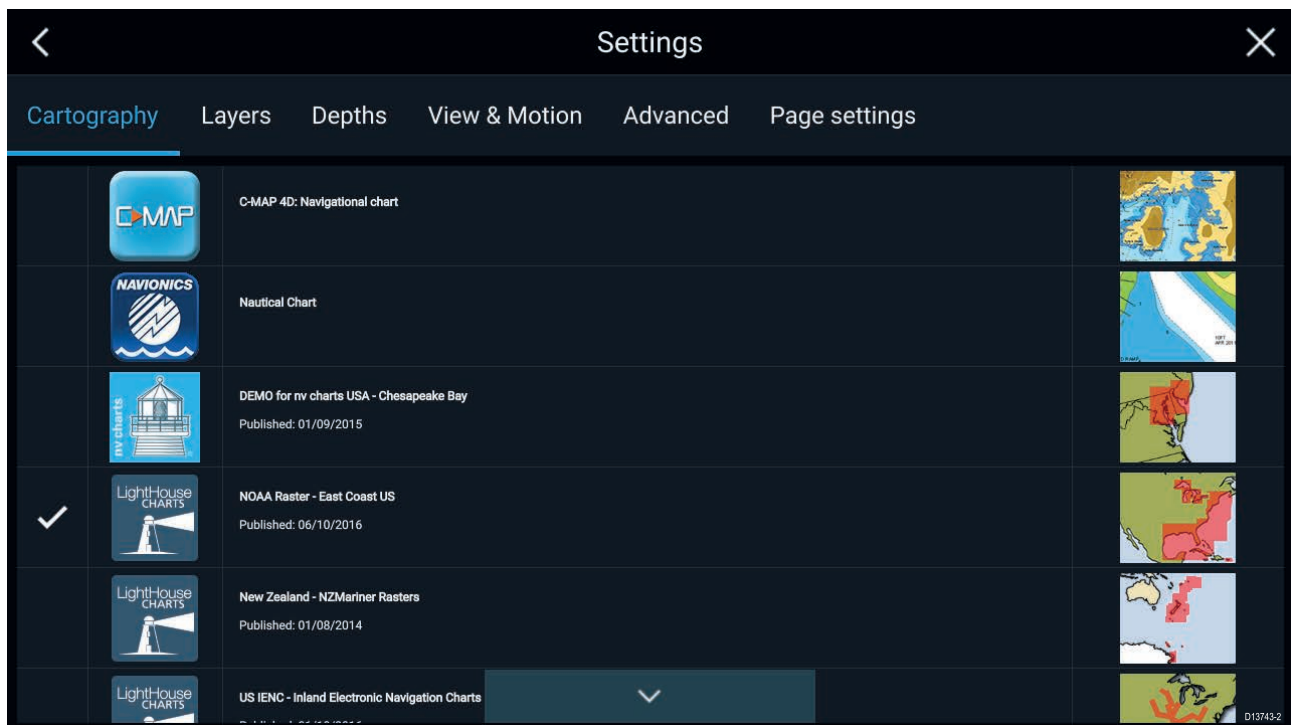 Settings
Cartography Layers Depths View & Motion Advanced Page settings
C-MAP
C-MAP 4D: Navigational chart
NAVIONICS
Nautical Chart
nv charts
DEMO for nv charts USA - Chesapeake Bay
Published: 01/09/2015
LightHouse
CHARTS
NOAA Raster - East Coast US
Published: 06/10/2016
LightHouse
CHARTS
New Zealand - NZMariner Rasters
Published: 01/08/2014
LightHouse
CHARTS
US IENC - Inland Electronic Navigation Charts
D13743-2